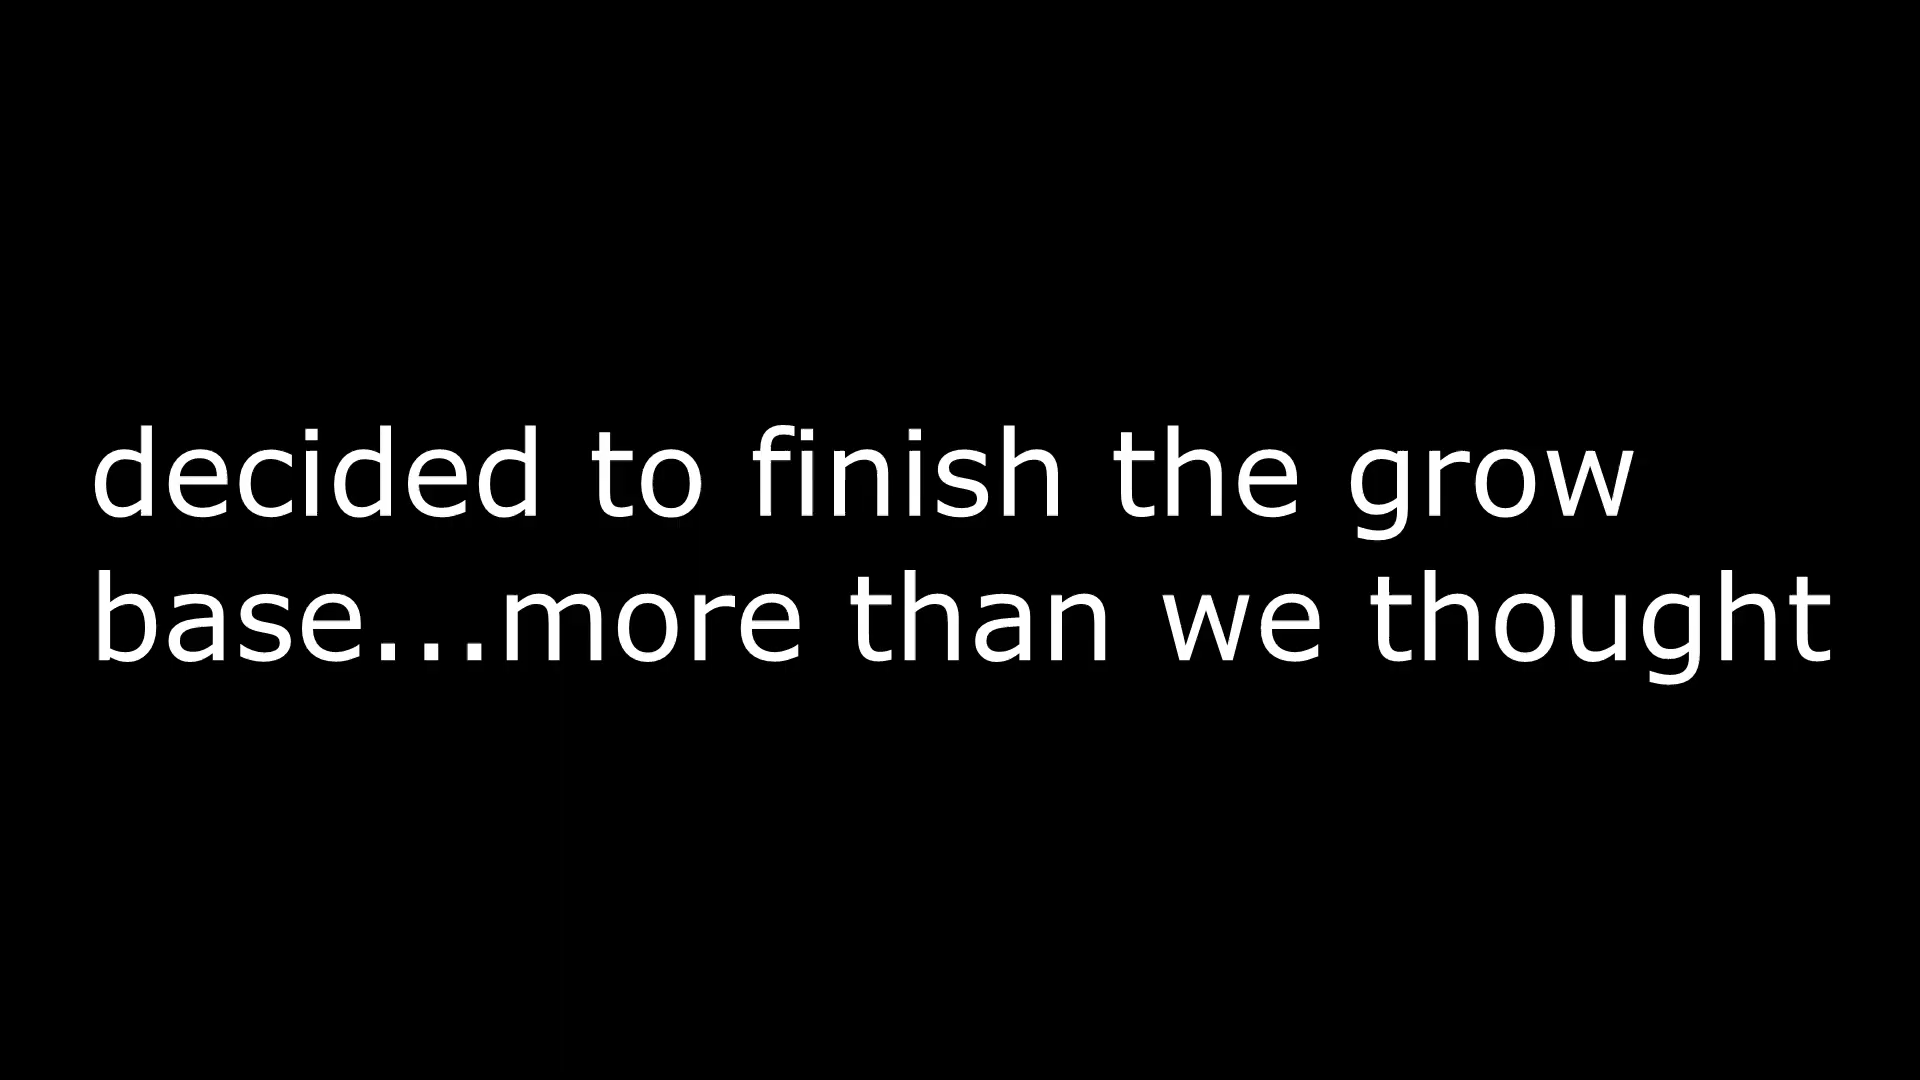 decided to finish the grow
base...more than we thought